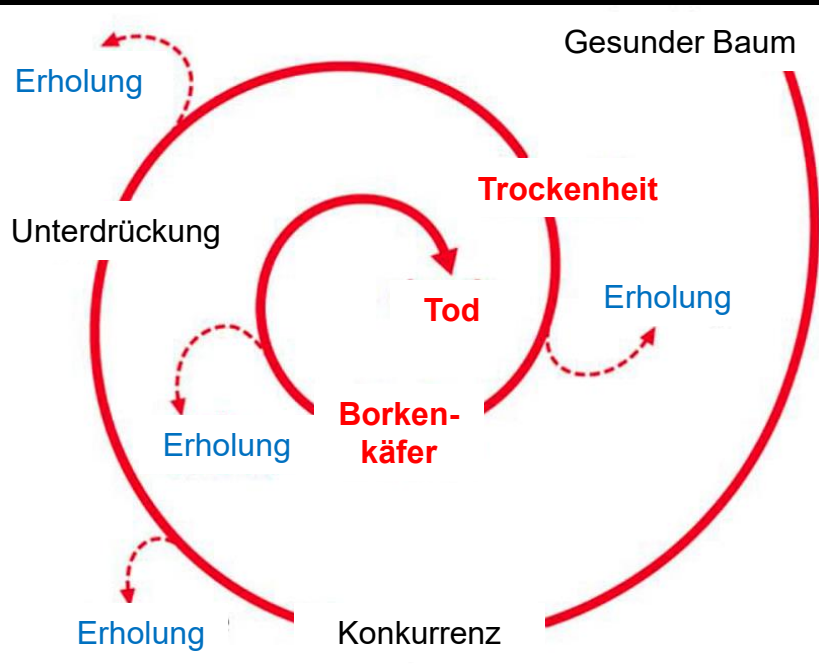 Gesunder Baum
Erholung
Trockenheit
Unterdrückung
Erholung
Tod
Borken-
käfer
Erholung
Erholung
Konkurrenz